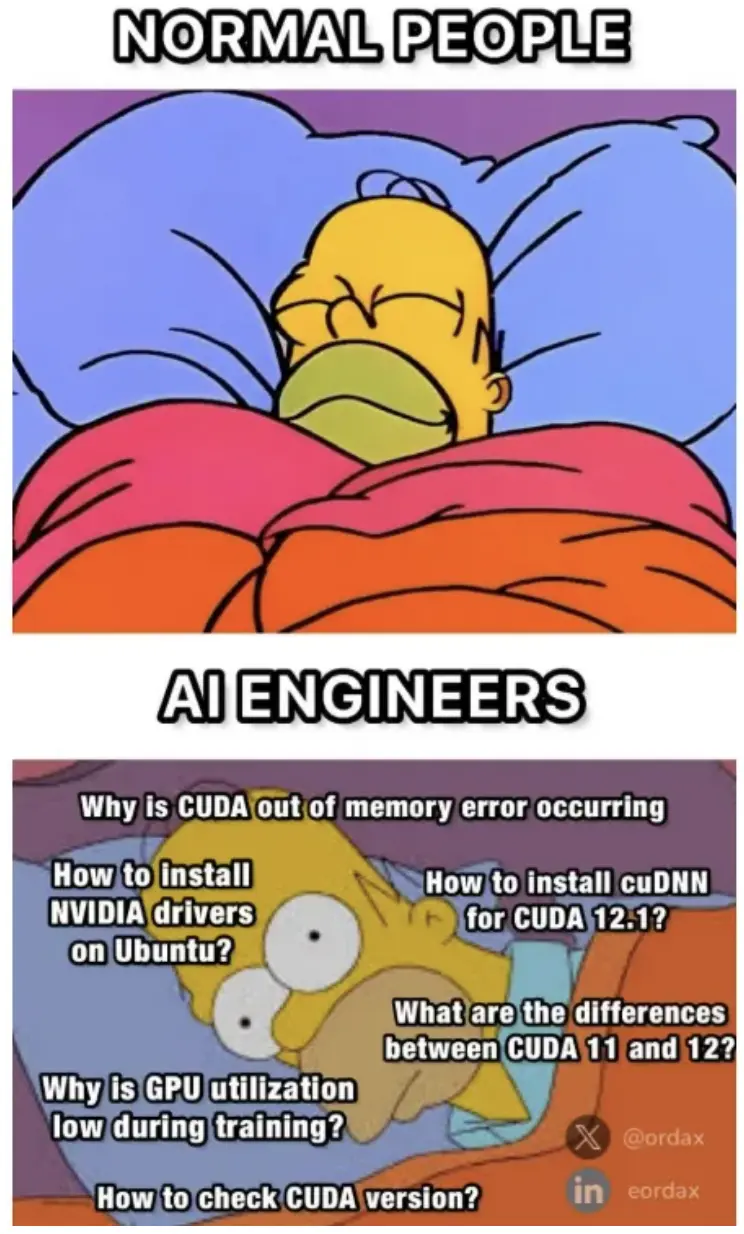 NORMAL PEOPLE
AI ENGINEERS
Why is CUDA out of memory error occurring
How to install
NVIDIA drivers
on Ubuntu?
How to install cuDNN
for CUDA 12.1?
What are the differences
between CUDA 11 and 12?
Why is GPU utilization
low during training?
How to check CUDA version?
@ordax
in eordax